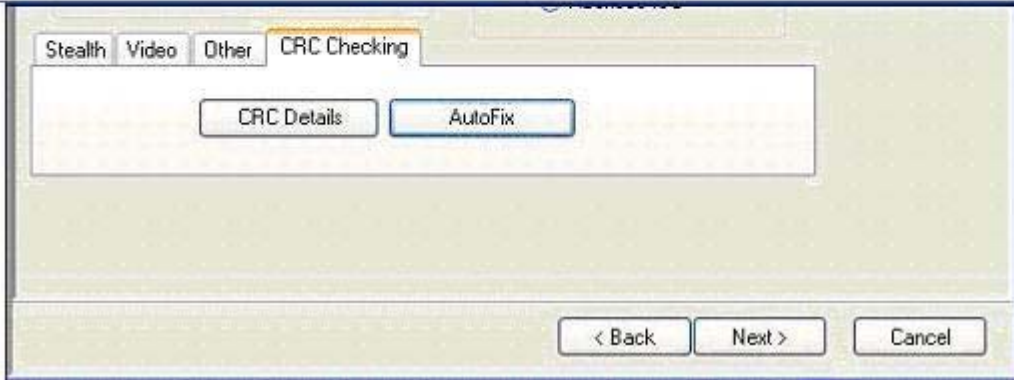 Stealth Video Other CRC Checking
CRC Details AutoFix
< Back Next > Cancel